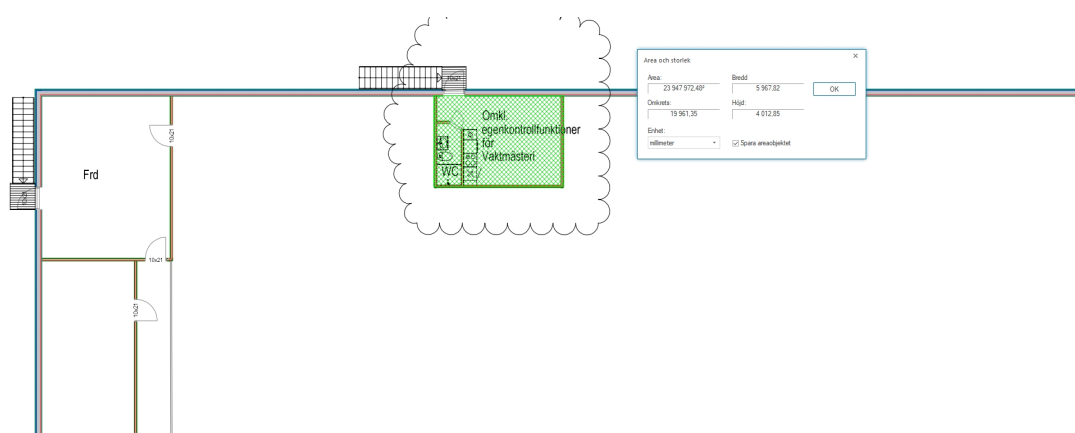 10x21
Omkl.
egenkontrollfunktioner
för
Vaktmästeri
WC
Frd
10x21
10x21
10x21
Area och storlek
Area:
23 947 972,48²
Bredd
5 967,82
OK
Omkrets:
19 961,35
Höjd:
4 012,85
Enhet:
millimeter
Spara areaobjektet